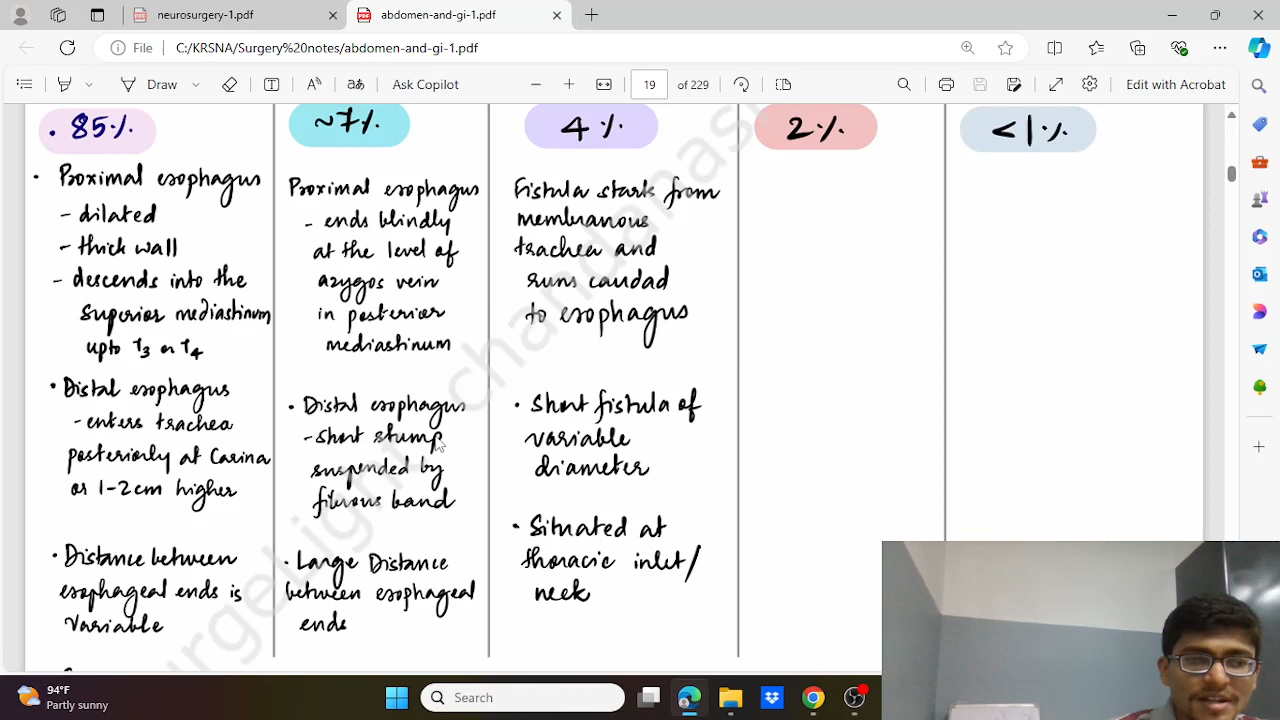 neurosurgery-1.pdf
abdomen-and-gi-1.pdf
File
C:/KRSNA/Surgery%20notes/abdomen-and-gi-1.pdf
Draw
Ask Copilot
19
of 229
Edit with Acrobat
. 85%.
• Proximal esophagus
- dilated
- thick wall
- descends into the
superior mediastinum
upto T3 or T4
• Distal esophagus
- enters trachea
posteriorly at Carina
or 1-2cm higher
• Distance between
esophageal ends is
variable
~7%.
Proximal esophagus
- ends blindly
at the level of
azygos vein
in posterior
mediastinum
• Distal esophagus
- short stump
suspended by
fibrous band
• Large Distance
between esophageal
ends
4%
Fistula starts from
membranous
trachea and
runs caudad
to esophagus
• Short fistula of
variable
diameter
• Situated at
thoracic inlet/
neck
2%.
<1%
94°F
Partly sunny
Search